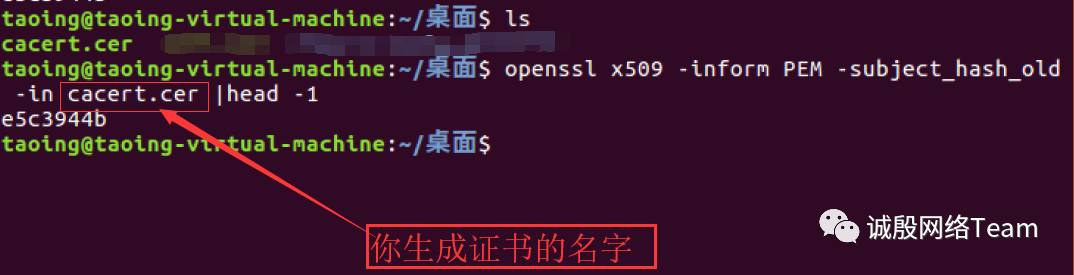 taoing@taoing-virtual-machine:~/桌面$ ls
cacert.cer
taoing@taoing-virtual-machine:~/桌面$ openssl x509 -inform PEM -subject_hash_old
-in cacert.cer |head -1
e5c3944b
taoing@taoing-virtual-machine:~/桌面$
你生成证书的名字
诚殷网络Team